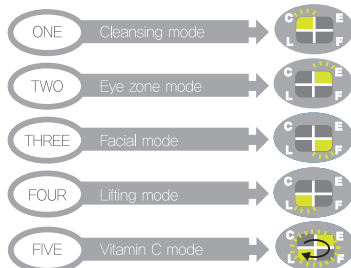 ONE Cleansing mode C E L F
TWO Eye zone mode C E L F
THREE Facial mode C E L F
FOUR Lifting mode C E L F
FIVE Vitamin C mode C E L F